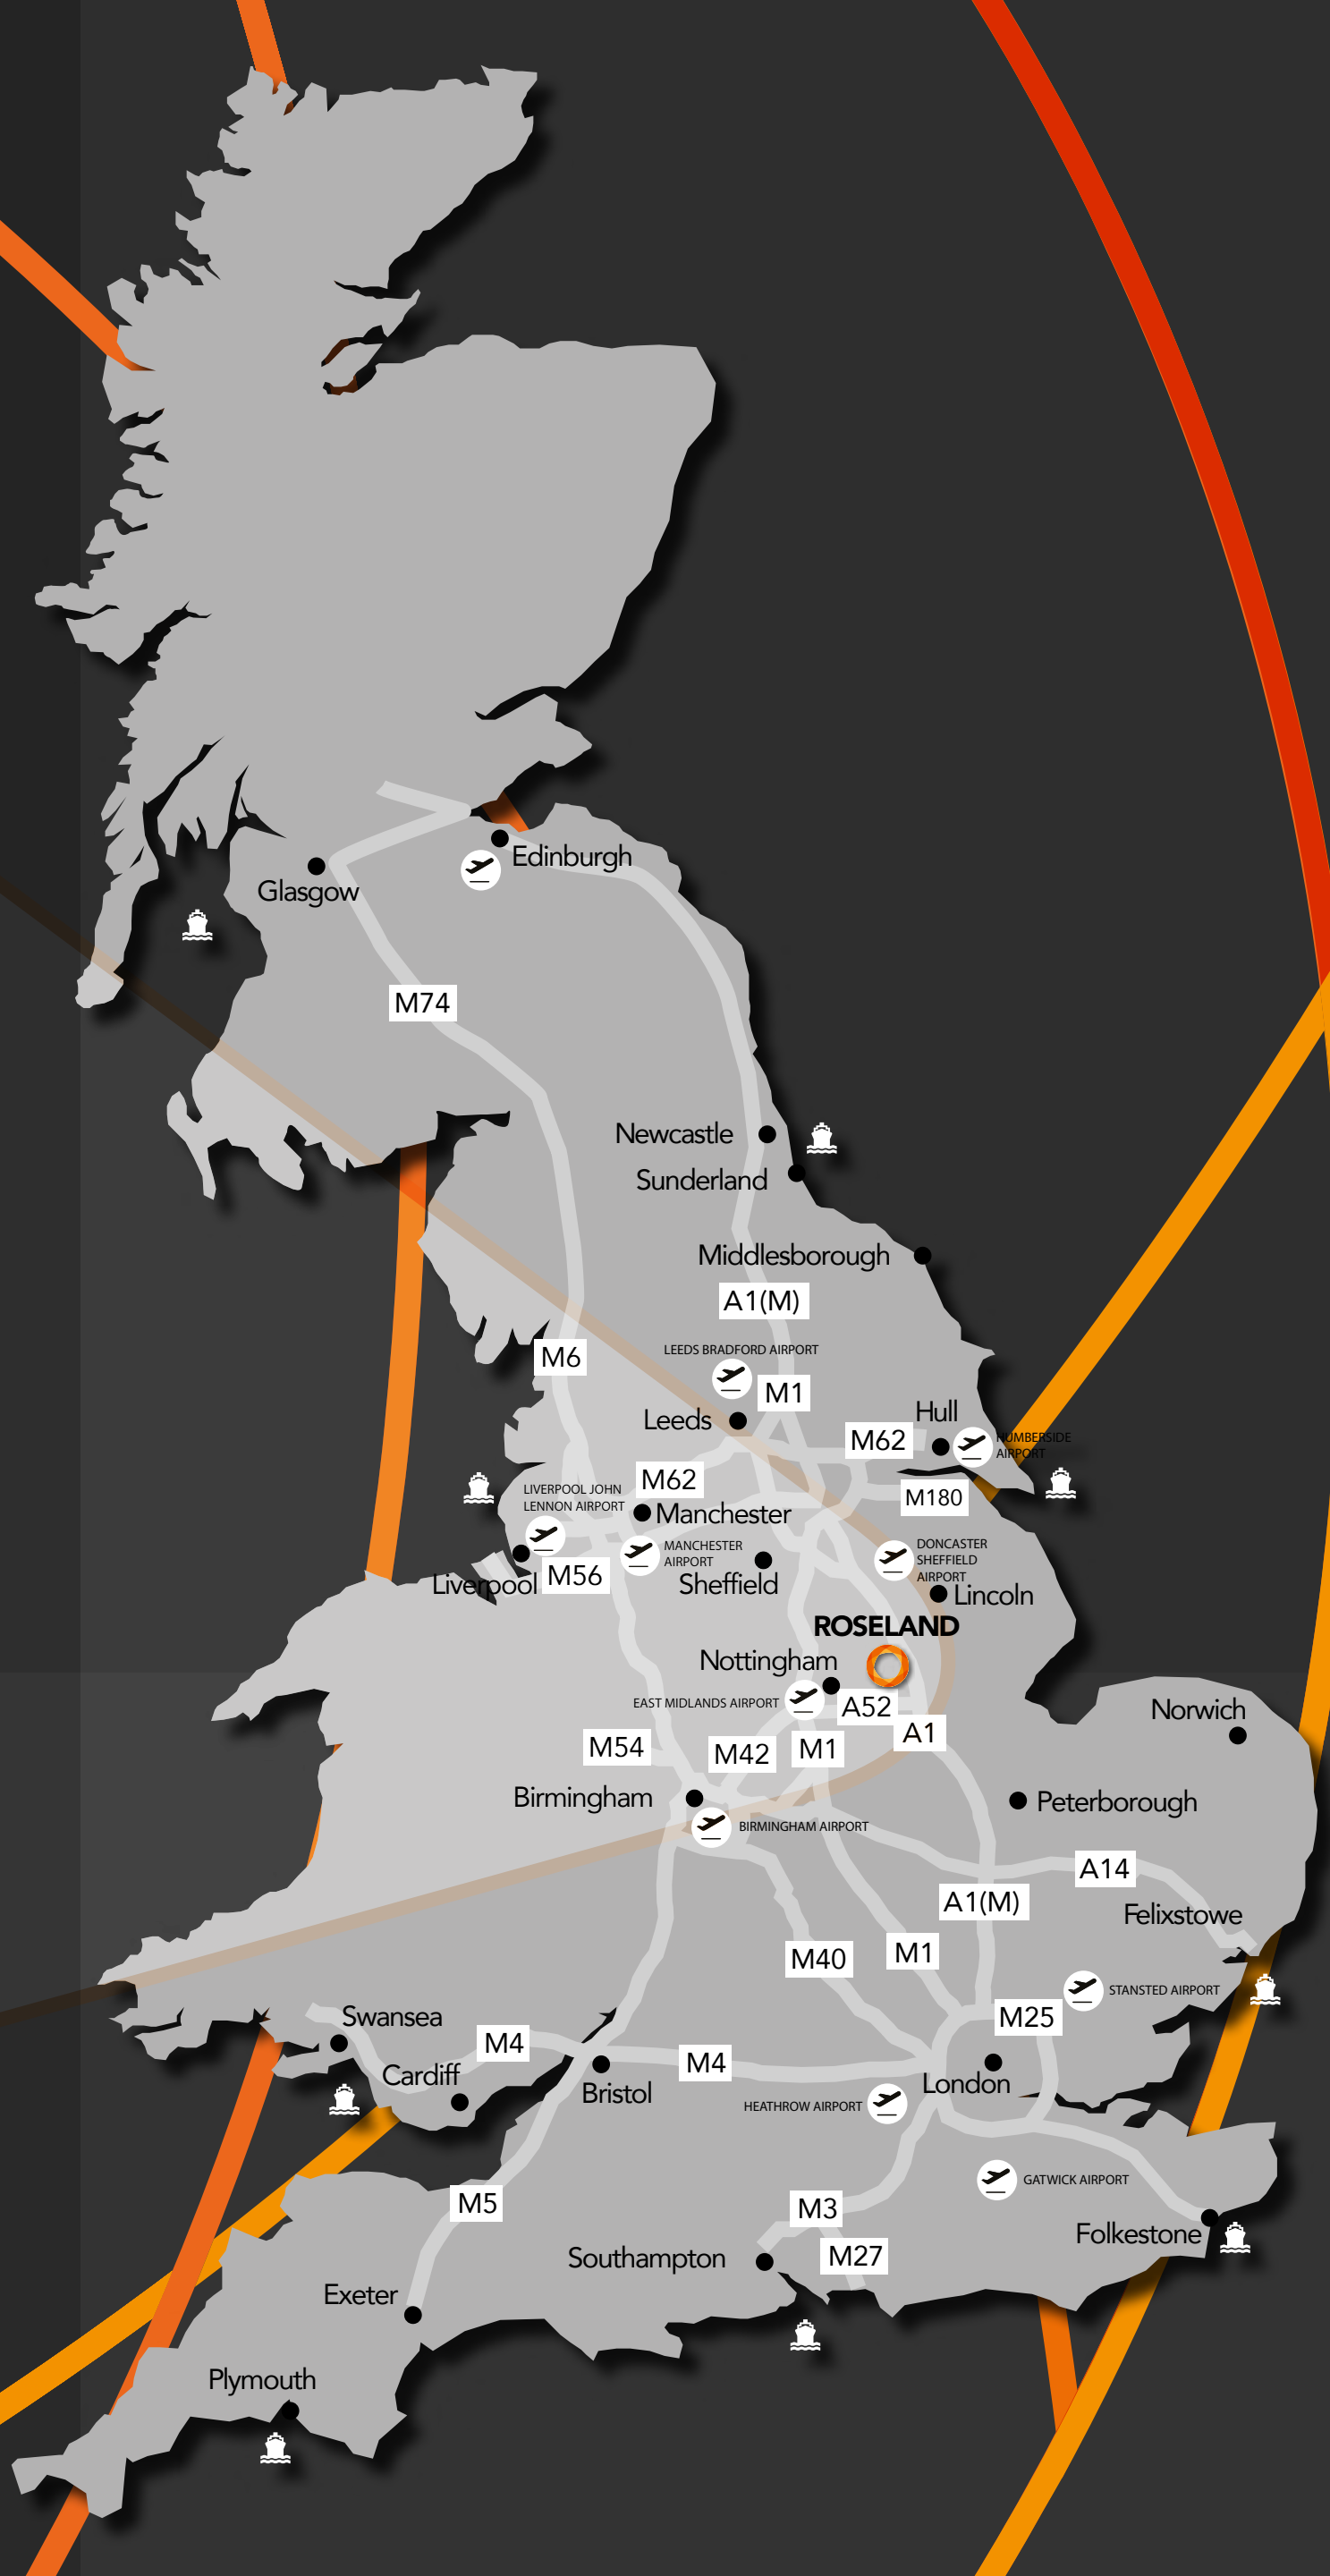 Edinburgh
Glasgow
M74
Newcastle
Sunderland
Middlesborough
A1(M)
LEEDS BRADFORD AIRPORT
M6
M1
Leeds
Hull
M62
HUMBERSIDE
AIRPORT
M62
LIVERPOOL JOHN
LENNON AIRPORT
M180
Manchester
MANCHESTER
AIRPORT
DONCASTER
SHEFFIELD
AIRPORT
Liverpool
M56
Sheffield
Lincoln
ROSELAND
Nottingham
EAST MIDLANDS AIRPORT
A52
Norwich
A1
M54
M42
M1
Birmingham
Peterborough
BIRMINGHAM AIRPORT
A14
A1(M)
Felixstowe
M40
M1
STANSTED AIRPORT
Swansea
M25
M4
M4
Cardiff
Bristol
London
HEATHROW AIRPORT
GATWICK AIRPORT
M5
M3
Folkestone
Southampton
M27
Exeter
Plymouth